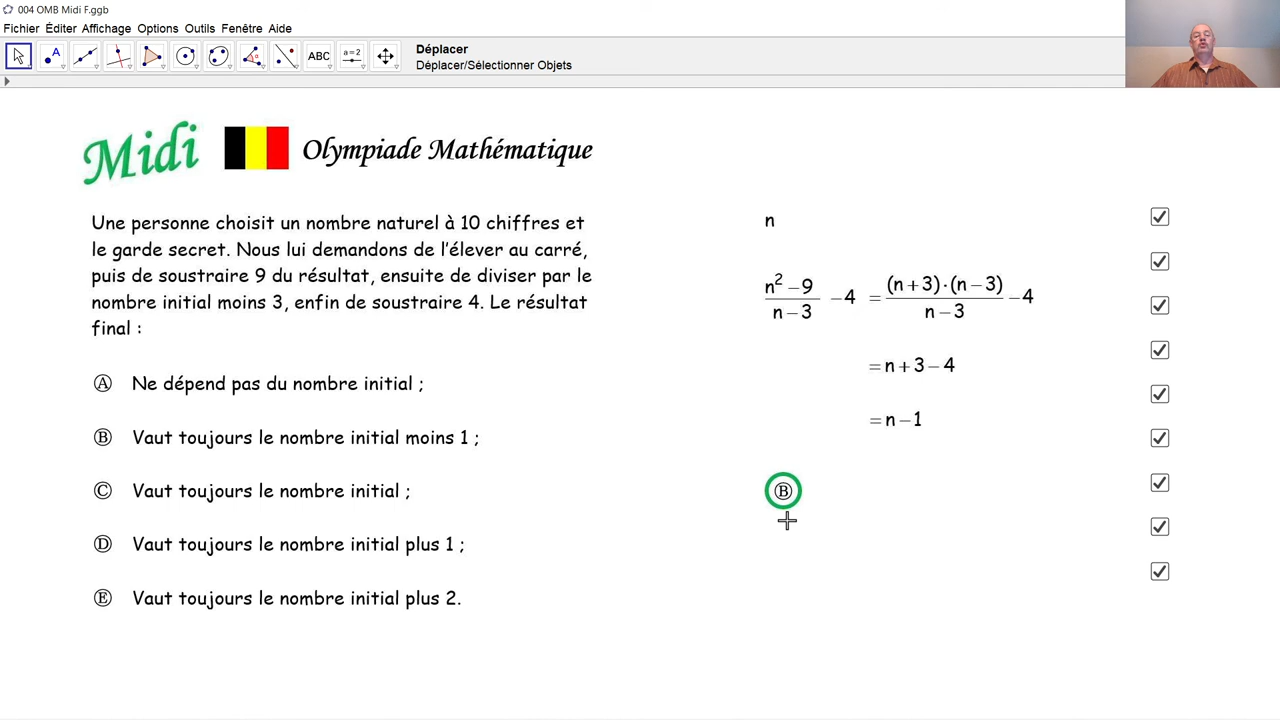 004 OMB Midi F.ggb
Fichier Éditer Affichage Options Outils Fenêtre Aide
A
ABC
a=2
Déplacer
Déplacer/Sélectionner Objets
Midi
Olympiade Mathématique
Une personne choisit un nombre naturel à 10 chiffres et
le garde secret. Nous lui demandons de l'élever au carré,
puis de soustraire 9 du résultat, ensuite de diviser par le
nombre initial moins 3, enfin de soustraire 4. Le résultat
final :
Ⓐ Ne dépend pas du nombre initial ;
Ⓑ Vaut toujours le nombre initial moins 1 ;
Ⓒ Vaut toujours le nombre initial ;
Ⓓ Vaut toujours le nombre initial plus 1 ;
Ⓔ Vaut toujours le nombre initial plus 2.
n
(n² − 9)/(n − 3) − 4 = ((n + 3)·(n − 3))/(n − 3) − 4
= n + 3 − 4
= n − 1
Ⓑ